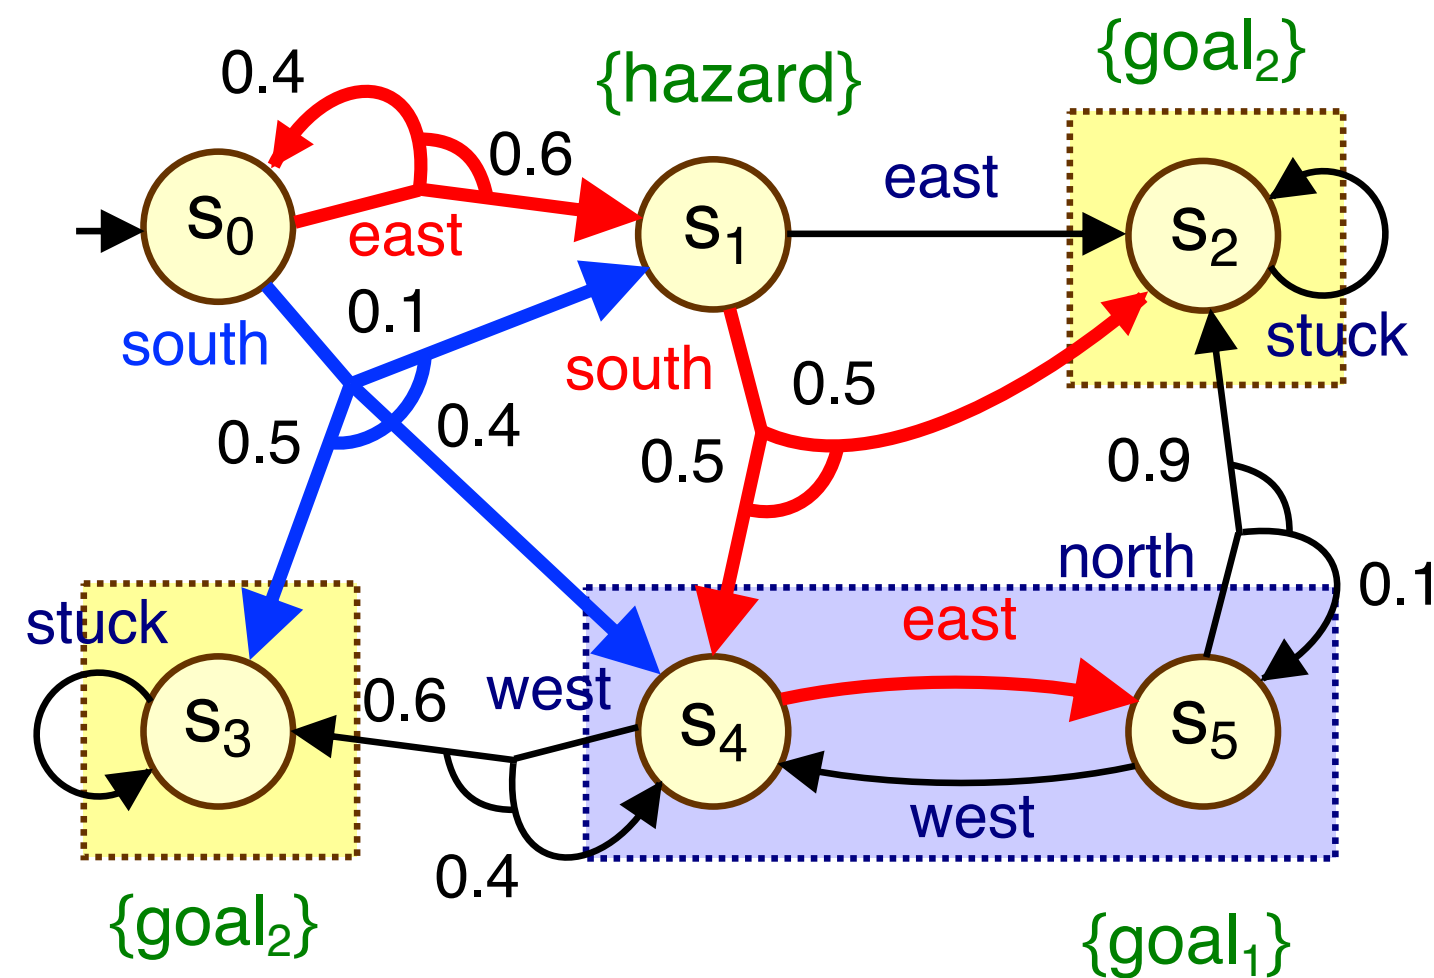 {goal₂}
0.4
{hazard}
0.6
east
s₀
s₁
s₂
east
0.1
south
stuck
south
0.5
0.4
0.5
0.5
0.9
north
0.1
stuck
east
west
0.6
s₃
s₄
s₅
west
0.4
{goal₂}
{goal₁}